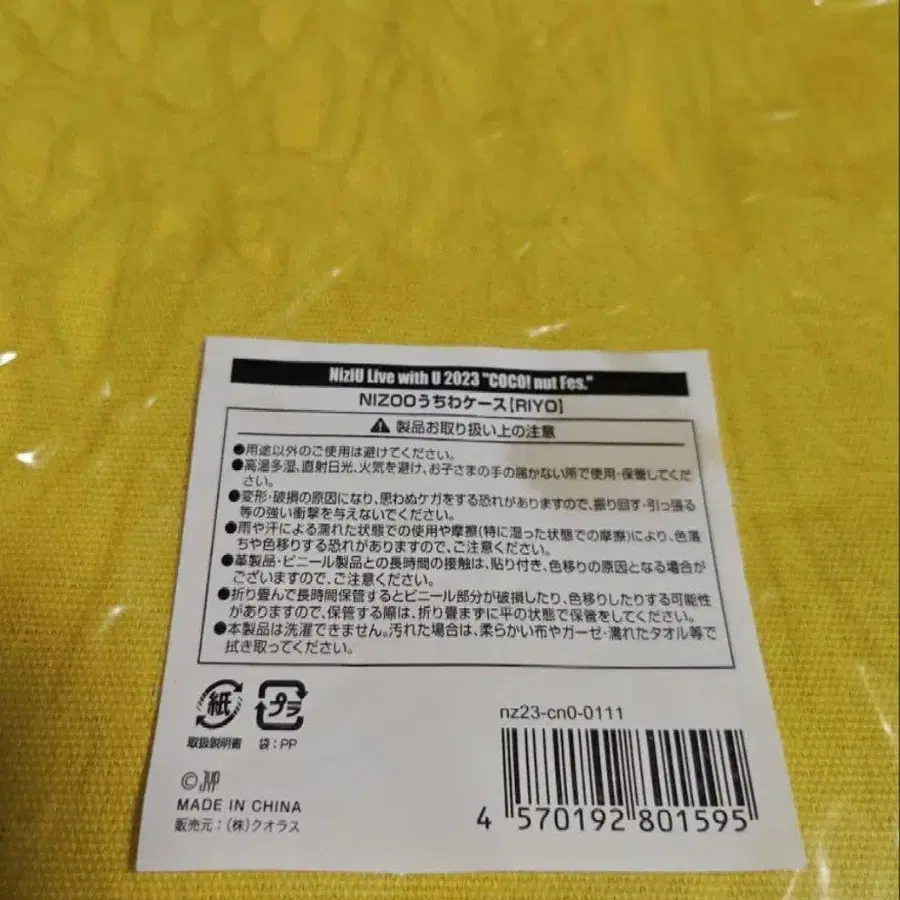 NiziU Live with U 2023 "COCO! nut Fes."
NIZOOうちわケース[RIYO]
製品お取り扱い上の注意
●用途以外のご使用は避けてください。
●高温多湿、直射日光、火気を避け、お子さまの手の届かない所で使用・保管してくだ
さい。
●変形・破損の原因になり、思わぬケガをする恐れがありますので、振り回す・引っ張る
等の強い衝撃を与えないでください。
●雨や汗による濡れた状態での使用や摩擦(特に湿った状態での摩擦)により、色落
ちや色移りする恐れがありますので、ご注意ください。
●革製品・ビニール製品との長時間の接触は、貼り付き、色移りの原因となる場合が
ございますので、ご注意ください。
●折り畳んで長時間保管するとビニール部分が破損したり、色移りしたりする可能性
がありますので、保管する際は、折り畳まずに平の状態で保管をしてください。
●本製品は洗濯できません。汚れた場合は、柔らかい布やガーゼ・濡れたタオル等で
拭き取ってください。
紙 プラ
取扱説明書 袋:PP
nz23-cn0-0111
©JYP
MADE IN CHINA
販売元:(株)クオラス
4 570192 801595